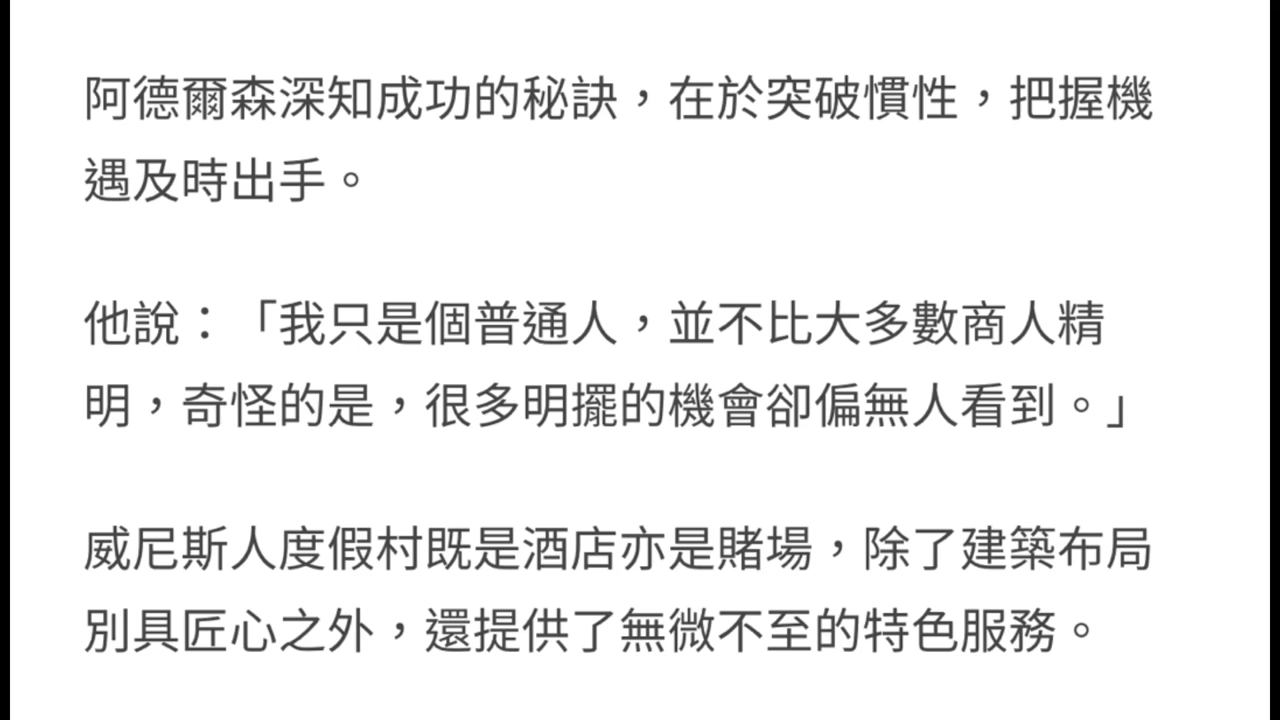 阿德爾森深知成功的秘訣，在於突破慣性，把握機
遇及時出手。
他說：「我只是個普通人，並不比大多數商人精
明，奇怪的是，很多明擺的機會卻偏無人看到。」
威尼斯人度假村既是酒店亦是賭場，除了建築布局
別具匠心之外，還提供了無微不至的特色服務。